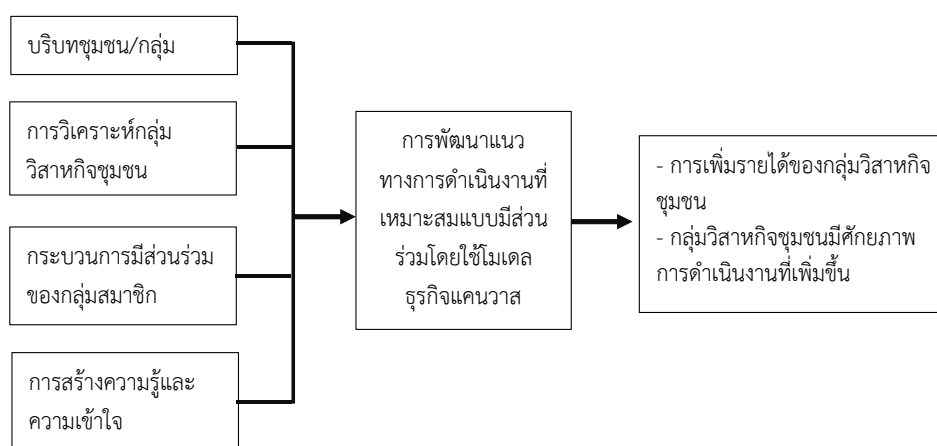 บริบทชุมชน/กลุ่ม
การวิเคราะห์กลุ่ม
วิสาหกิจชุมชน
กระบวนการมีส่วนร่วม
ของกลุ่มสมาชิก
การสร้างความรู้และ
ความเข้าใจ
การพัฒนาแนว
ทางการดำเนินงานที่
เหมาะสมแบบมีส่วน
ร่วมโดยใช้โมเดล
ธุรกิจแคนวาส
- การเพิ่มรายได้ของกลุ่มวิสาหกิจ
ชุมชน
- กลุ่มวิสาหกิจชุมชนมีศักยภาพ
การดำเนินงานที่เพิ่มขึ้น